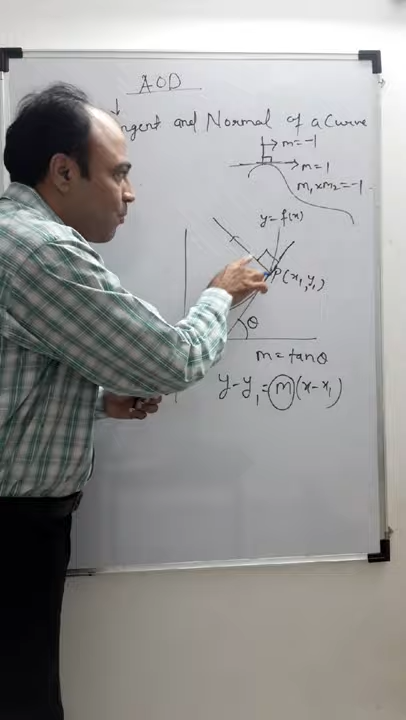 AOD
ngent and Normal of a Curve
m=-1
m=1
m₁×m₂=-1
y=f(x)
P(x₁,y₁)
θ
m=tanθ
y-y₁=m(x-x₁)